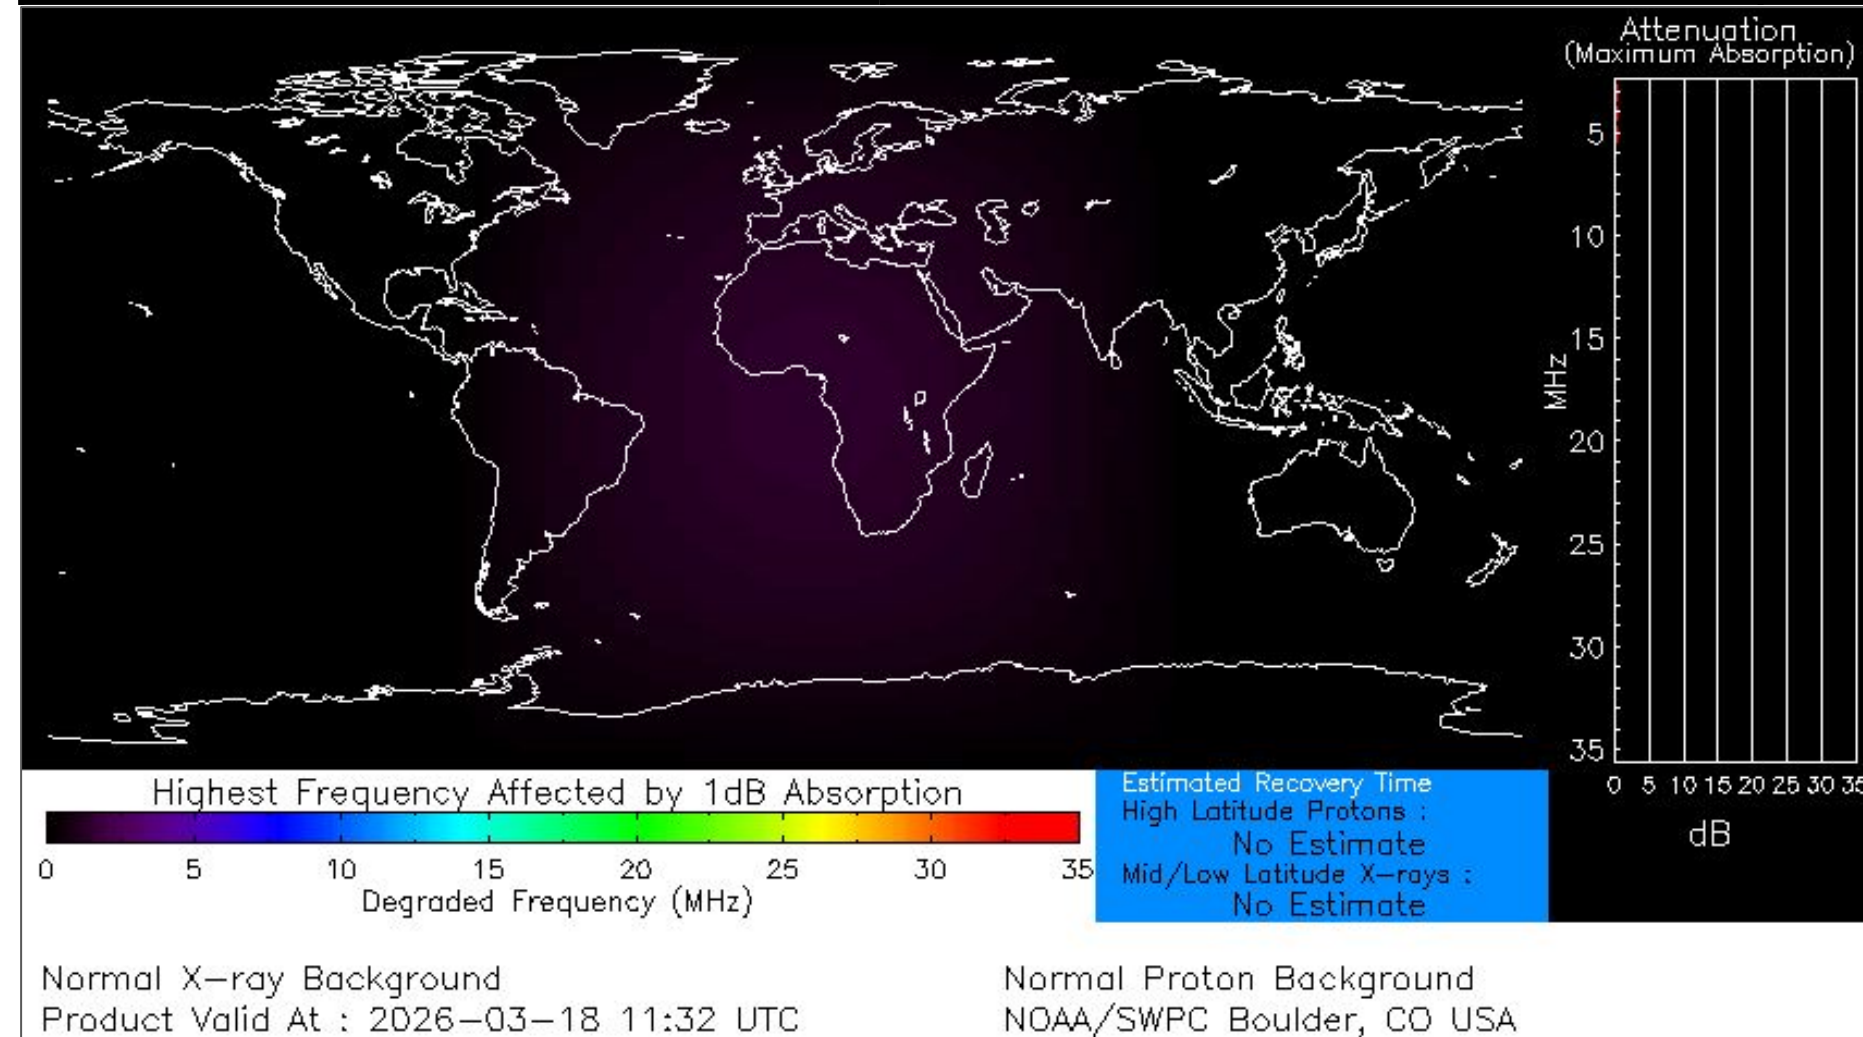 Attenuation
(Maximum Absorption)
5
10
15
20
25
30
35
MHz
0 5 10 15 20 25 30 35
dB
Highest Frequency Affected by 1dB Absorption
0 5 10 15 20 25 30 35
Degraded Frequency (MHz)
Estimated Recovery Time
High Latitude Protons :
No Estimate
Mid/Low Latitude X-rays :
No Estimate
Normal X-ray Background
Normal Proton Background
Product Valid At : 2026-03-18 11:32 UTC
NOAA/SWPC Boulder, CO USA